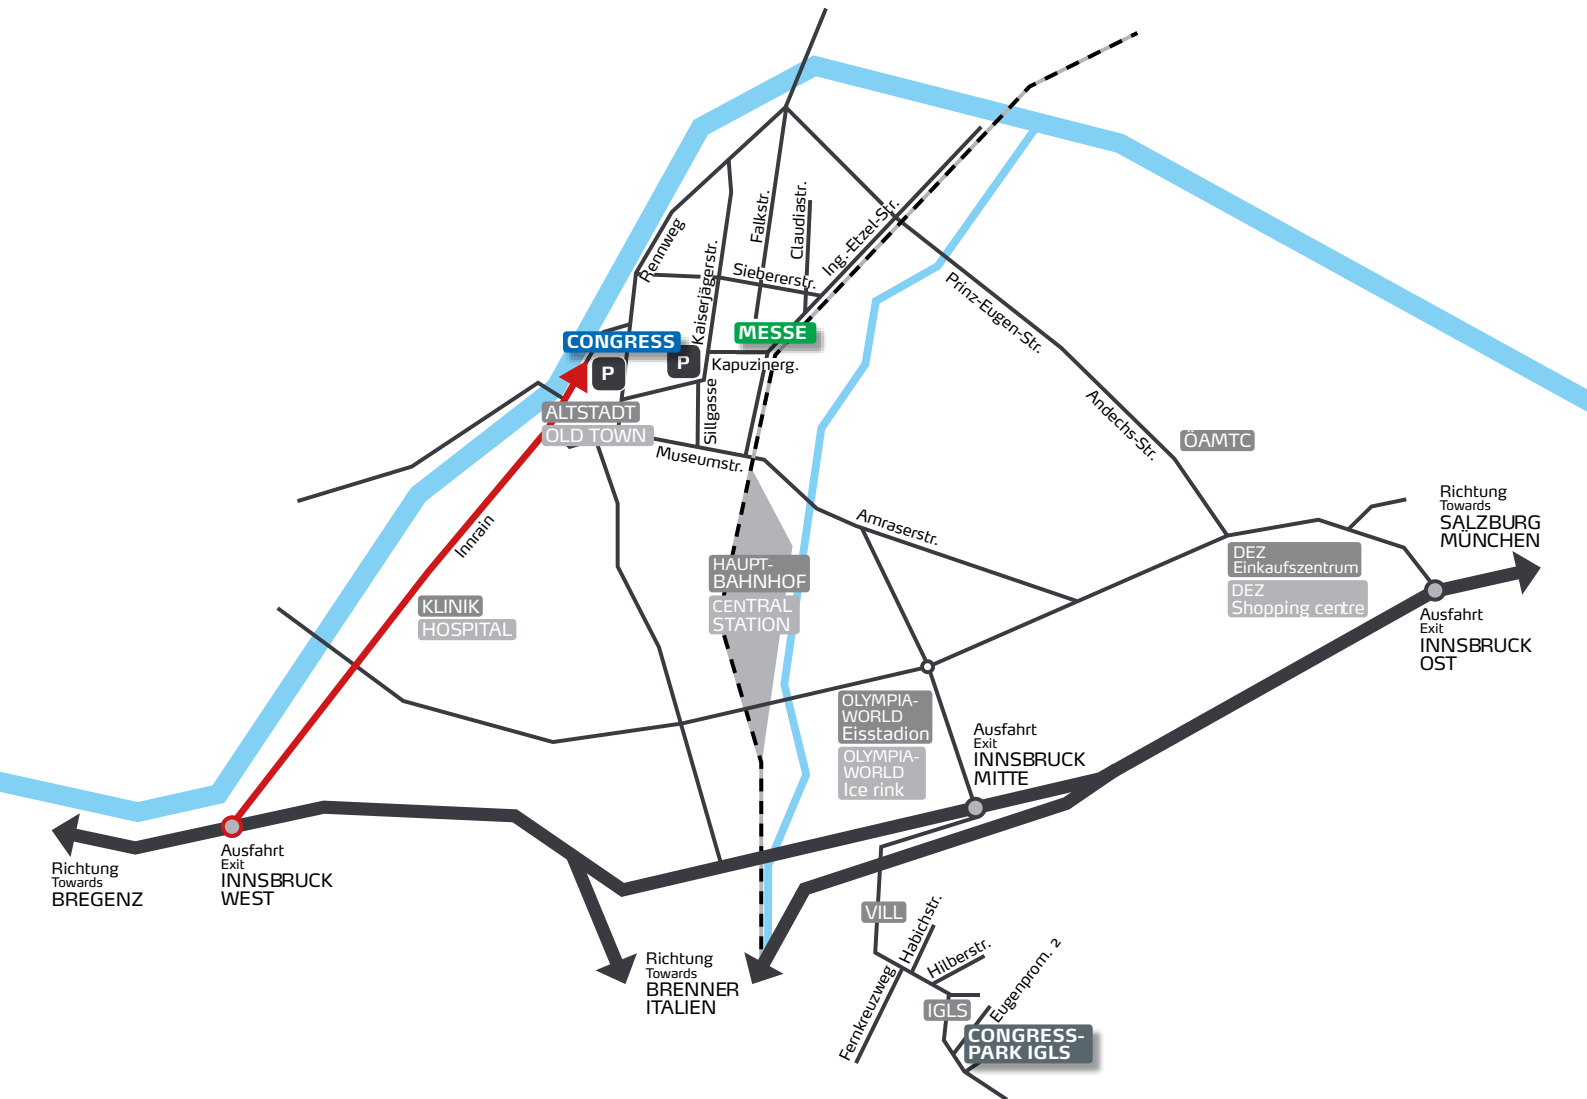 Rennweg
Kaiserjägerstr.
Falkstr.
Claudiastr.
Ing.-Etzel-Str.
Siebererstr.
Prinz-Eugen-Str.
CONGRESS
MESSE
P
P
Kapuzinerg.
Sillgasse
ALTSTADT
OLD TOWN
Museumstr.
Andechs-Str.
ÖAMTC
Innrain
Amraserstr.
Richtung
Towards
SALZBURG
MÜNCHEN
HAUPT-
BAHNHOF
CENTRAL
STATION
DEZ
Einkaufszentrum
DEZ
Shopping centre
KLINIK
HOSPITAL
Ausfahrt
Exit
INNSBRUCK
OST
OLYMPIA-
WORLD
Eisstadion
OLYMPIA-
WORLD
Ice rink
Ausfahrt
Exit
INNSBRUCK
MITTE
Richtung
Towards
BREGENZ
Ausfahrt
Exit
INNSBRUCK
WEST
Richtung
Towards
BRENNER
ITALIEN
VILL
Habichstr.
Hilberstr.
Fernkreuzweg
Eugenprom. 2
IGLS
CONGRESS-
PARK IGLS